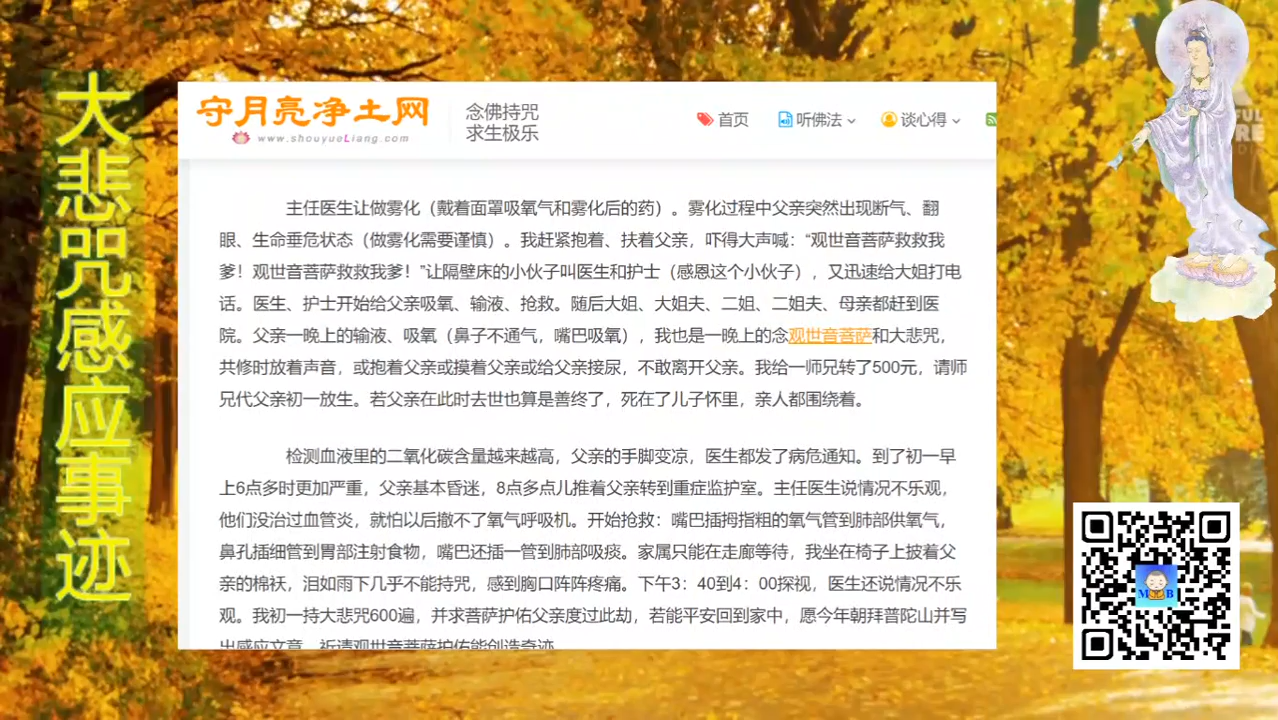 大悲咒感应事迹
守月亮净土网
www.shouyueLiang.com
念佛持咒
求生极乐
首页
听佛法
谈心得
主任医生让做雾化（戴着面罩吸氧气和雾化后的药）。雾化过程中父亲突然出现断气、翻
眼、生命垂危状态（做雾化需要谨慎）。我赶紧抱着、扶着父亲，吓得大声喊：“观世音菩萨救救我
爹！观世音菩萨救救我爹！”让隔壁床的小伙子叫医生和护士（感恩这个小伙子），又迅速给大姐打电
话。医生、护士开始给父亲吸氧、输液、抢救。随后大姐、大姐夫、二姐、二姐夫、母亲都赶到医
院。父亲一晚上的输液、吸氧（鼻子不通气，嘴巴吸氧），我也是一晚上的念观世音菩萨和大悲咒，
共修时放着声音，或抱着父亲或摸着父亲或给父亲接尿，不敢离开父亲。我给一师兄转了500元，请师
兄代父亲初一放生。若父亲在此时去世也算是善终了，死在了儿子怀里，亲人都围绕着。
检测血液里的二氧化碳含量越来越高，父亲的手脚变凉，医生都发了病危通知。到了初一早
上6点多时更加严重，父亲基本昏迷，8点多点儿推着父亲转到重症监护室。主任医生说情况不乐观，
他们没治过血管炎，就怕以后撤不了氧气呼吸机。开始抢救：嘴巴插拇指粗的氧气管到肺部供氧气，
鼻孔插细管到胃部注射食物，嘴巴还插一管到肺部吸痰。家属只能在走廊等待，我坐在椅子上披着父
亲的棉袄，泪如雨下几乎不能持咒，感到胸口阵阵疼痛。下午3：40到4：00探视，医生还说情况不乐
观。我初一持大悲咒600遍，并求菩萨护佑父亲度过此劫，若能平安回到家中，愿今年朝拜普陀山并写
出感应文章，祈请观世音菩萨护佑能创造奇迹
M B